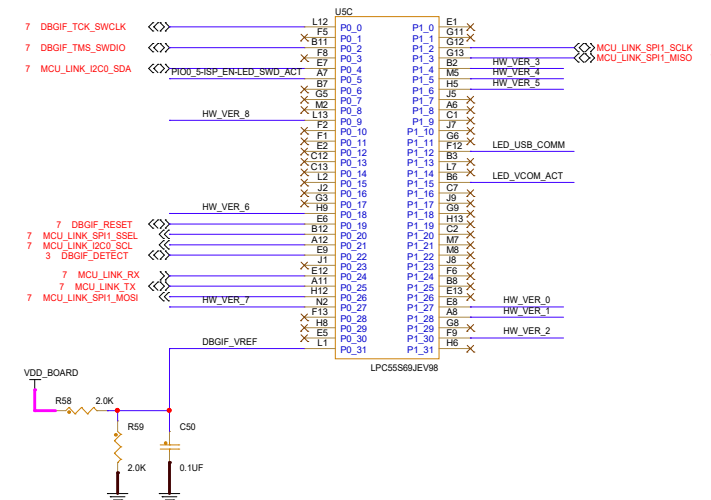 U5C
7 DBGIF_TCK_SWCLK L12 P0_0 P1_0 E1
F5 P0_1 P1_1 G11
7 DBGIF_TMS_SWDIO B11 P0_2 P1_2 G12 MCU_LINK_SPI1_SCLK
F8 P0_3 P1_3 G13 MCU_LINK_SPI1_MISO
7 MCU_LINK_I2C0_SDA E7 P0_4 P1_4 B2 HW_VER_3
PIO0_5-ISP_EN-LED_SWD_ACT A7 P0_5 P1_5 M5 HW_VER_4
B7 P0_6 P1_6 H5 HW_VER_5
G5 P0_7 P1_7 J5
M2 P0_8 P1_8 A6
HW_VER_8 L13 P0_9 P1_9 C1
F2 P0_10 P1_10 J7
F1 P0_11 P1_11 G6
E2 P0_12 P1_12 F12 LED_USB_COMM
C12 P0_13 P1_13 B3
C13 P0_14 P1_14 L7
L2 P0_15 P1_15 B6 LED_VCOM_ACT
J2 P0_16 P1_16 C7
G3 P0_17 P1_17 J9
HW_VER_6 H9 P0_18 P1_18 G9
7 DBGIF_RESET E6 P0_19 P1_19 H13
7 MCU_LINK_SPI1_SSEL B12 P0_20 P1_20 C2
7 MCU_LINK_I2C0_SCL A12 P0_21 P1_21 M7
3 DBGIF_DETECT E9 P0_22 P1_22 M8
J1 P0_23 P1_23 J8
7 MCU_LINK_RX E12 P0_24 P1_24 F6
7 MCU_LINK_TX A11 P0_25 P1_25 B8
7 MCU_LINK_SPI1_MOSI H12 P0_26 P1_26 E13
HW_VER_7 N2 P0_27 P1_27 E8 HW_VER_0
F13 P0_28 P1_28 A8 HW_VER_1
H8 P0_29 P1_29 G8
E5 P0_30 P1_30 F9 HW_VER_2
DBGIF_VREF L1 P0_31 P1_31 H6
LPC55S69JEV98
VDD_BOARD
R58 2.0K
R59 C50
2.0K 0.1UF